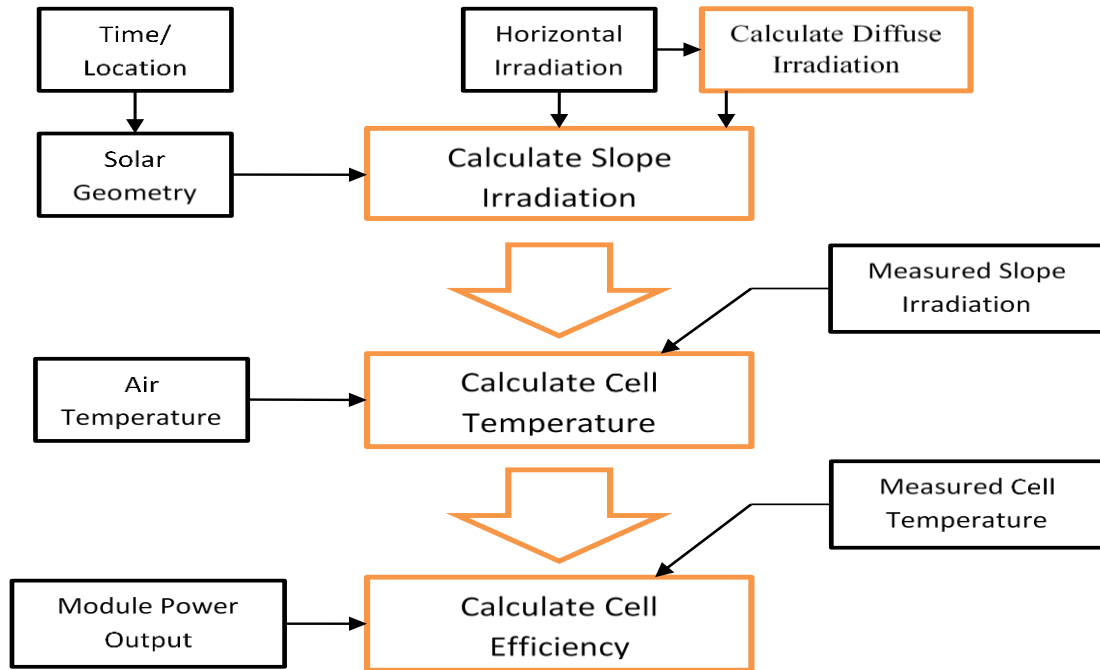 Time/
Location
Horizontal
Irradiation
Calculate Diffuse
Irradiation
Solar
Geometry
Calculate Slope
Irradiation
Measured Slope
Irradiation
Air
Temperature
Calculate Cell
Temperature
Measured Cell
Temperature
Module Power
Output
Calculate Cell
Efficiency